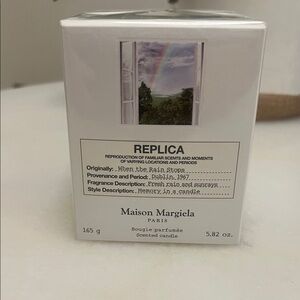 REPLICA
REPRODUCTION OF FAMILIAR SCENTS AND MOMENTS
OF VARYING LOCATIONS AND PERIODS
Originally: When the Rain Stops
Provenance and Period: Dublin, 1967
Fragrance Description: Fresh rain and sunrays
Style Description: Memory in a candle
Maison Margiela
PARIS
165 g
Bougie parfumée
Scented candle
5.82 oz.